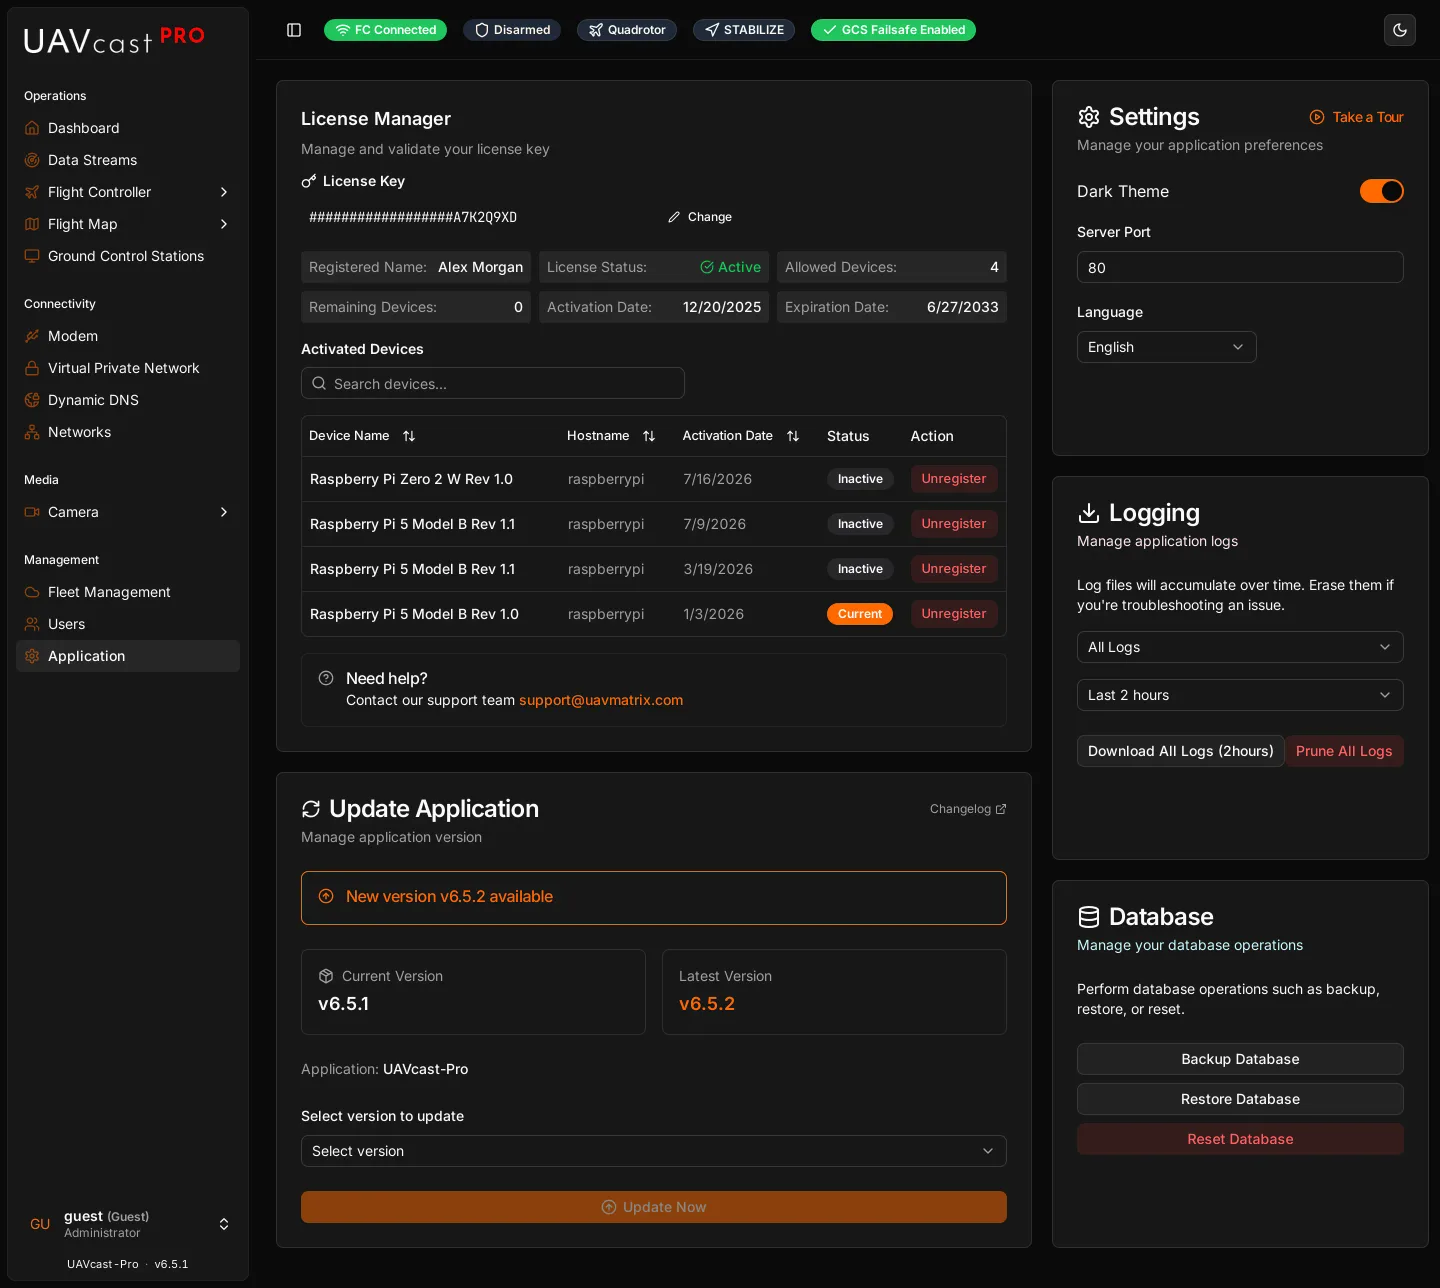 UAVcast PRO
Operations
Dashboard
Data Streams
Flight Controller
Flight Map
Ground Control Stations
Connectivity
Modem
Virtual Private Network
Dynamic DNS
Networks
Media
Camera
Management
Fleet Management
Users
Application
GU
guest (Guest)
Administrator
UAVcast-Pro · v6.5.1
FC Connected
Disarmed
Quadrotor
STABILIZE
GCS Failsafe Enabled
License Manager
Manage and validate your license key
License Key
##################A7K2Q9XD
Change
Registered Name: Alex Morgan
License Status: Active
Allowed Devices: 4
Remaining Devices: 0
Activation Date: 12/20/2025
Expiration Date: 6/27/2033
Activated Devices
Search devices...
Device Name Hostname Activation Date Status Action
Raspberry Pi Zero 2 W Rev 1.0 raspberrypi 7/16/2026 Inactive Unregister
Raspberry Pi 5 Model B Rev 1.1 raspberrypi 7/9/2026 Inactive Unregister
Raspberry Pi 5 Model B Rev 1.1 raspberrypi 3/19/2026 Inactive Unregister
Raspberry Pi 5 Model B Rev 1.0 raspberrypi 1/3/2026 Current Unregister
Need help?
Contact our support team support@uavmatrix.com
Update Application
Changelog
Manage application version
New version v6.5.2 available
Current Version
v6.5.1
Latest Version
v6.5.2
Application: UAVcast-Pro
Select version to update
Select version
Update Now
Settings
Take a Tour
Manage your application preferences
Dark Theme
Server Port
80
Language
English
Logging
Manage application logs
Log files will accumulate over time. Erase them if
you're troubleshooting an issue.
All Logs
Last 2 hours
Download All Logs (2hours)
Prune All Logs
Database
Manage your database operations
Perform database operations such as backup,
restore, or reset.
Backup Database
Restore Database
Reset Database